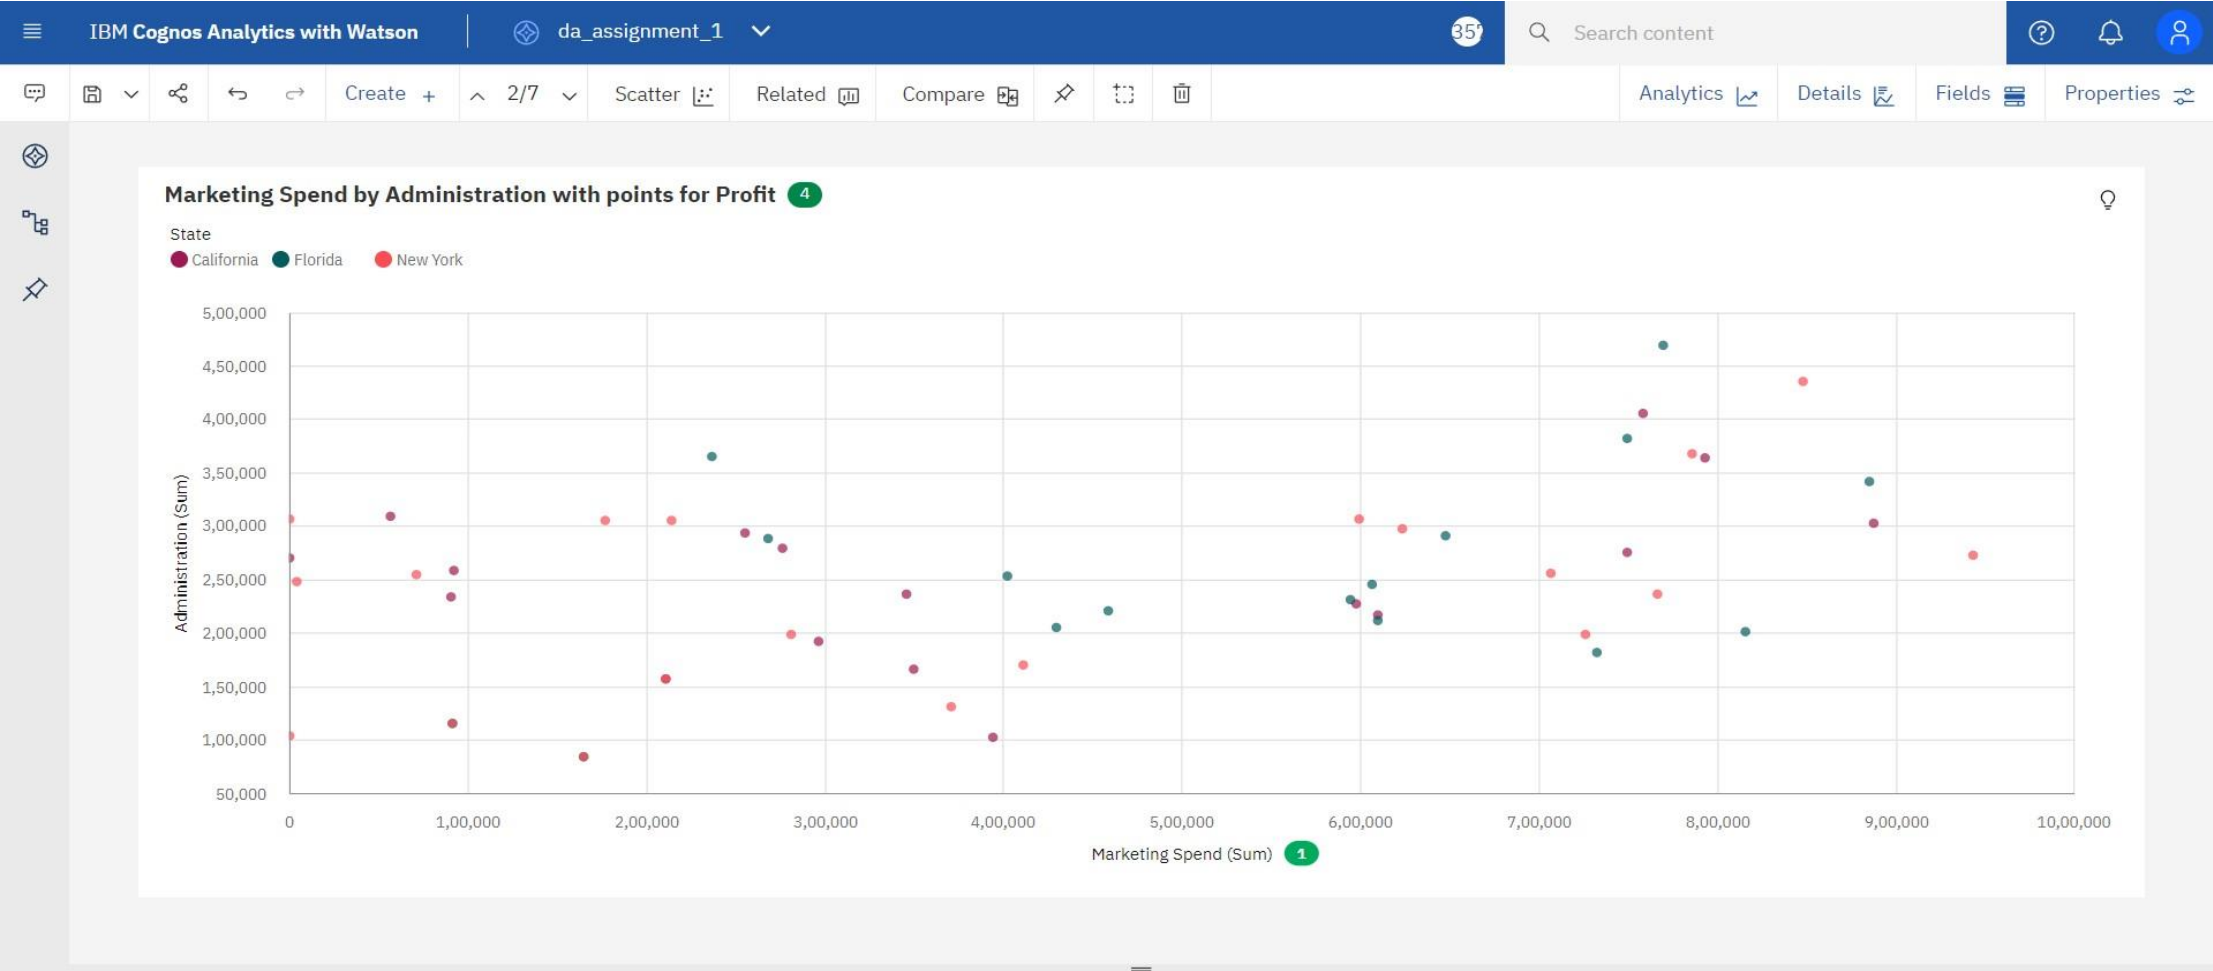 IBM Cognos Analytics with Watson da_assignment_1 357 Search content
Create + 2/7 Scatter Related Compare Analytics Details Fields Properties
Marketing Spend by Administration with points for Profit 4
State
California Florida New York
5,00,000
4,50,000
4,00,000
3,50,000
3,00,000
2,50,000
2,00,000
1,50,000
1,00,000
50,000
Administration (Sum)
0 1,00,000 2,00,000 3,00,000 4,00,000 5,00,000 6,00,000 7,00,000 8,00,000 9,00,000 10,00,000
Marketing Spend (Sum) 1